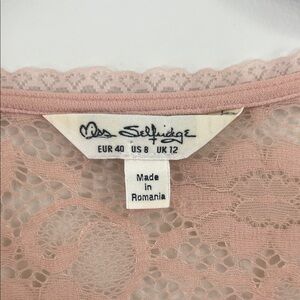 Miss Selfridge
EUR 40 US 8 UK 12
Made
in
Romania